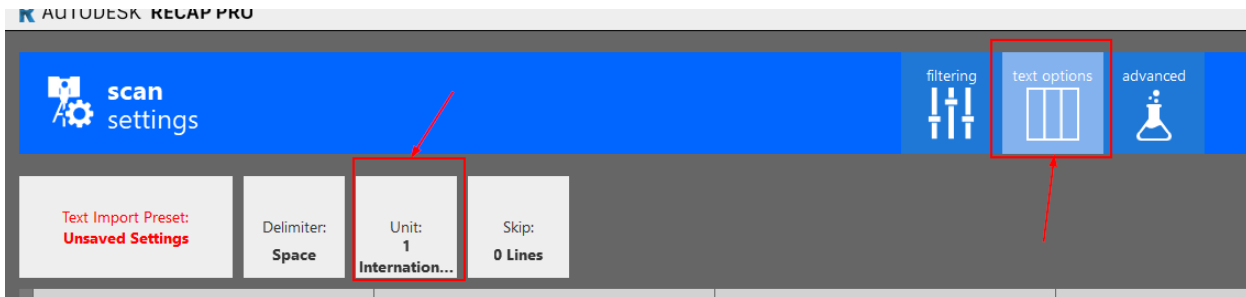 AUTODESK RECAP PRO
scan
settings
filtering
text options
advanced
Text Import Preset:
Unsaved Settings
Delimiter:
Space
Unit:
1
Internation...
Skip:
0 Lines